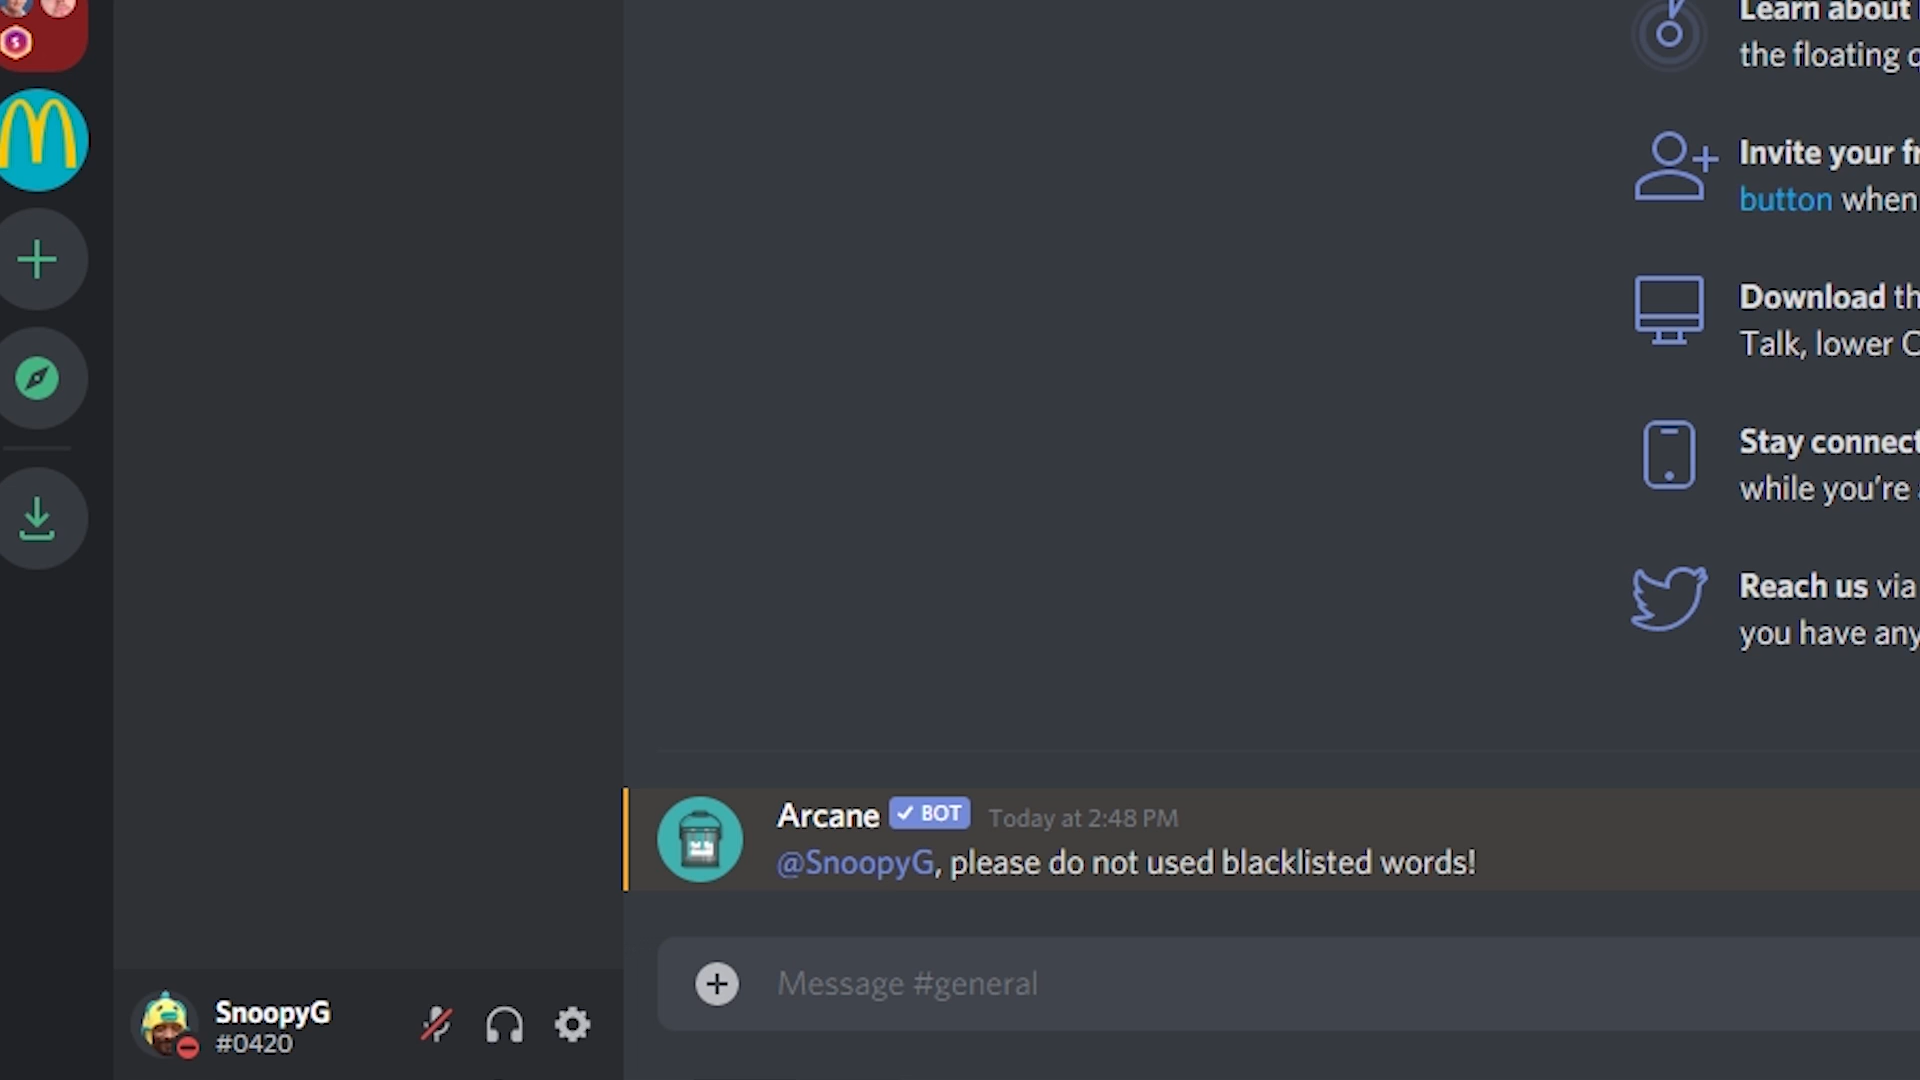 Learn about
the floating
Invite your fr
button when
Download th
Talk, lower C
Stay connect
while you're
Reach us via
you have any
Arcane ✓ BOT Today at 2:48 PM
@SnoopyG, please do not used blacklisted words!
Message #general
SnoopyG
#0420